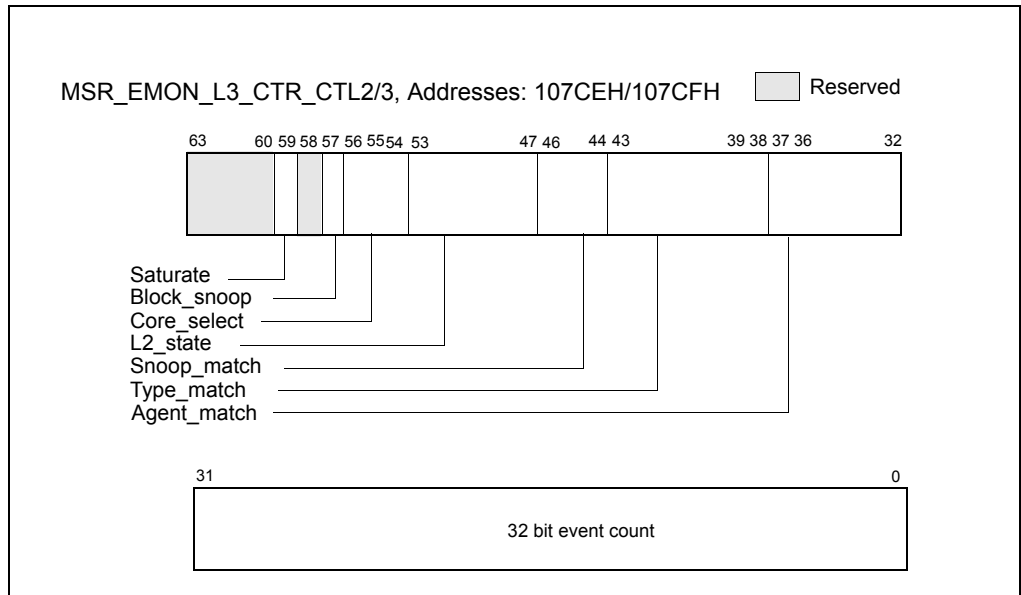 MSR_EMON_L3_CTR_CTL2/3, Addresses: 107CEH/107CFH
Reserved
63 60 59 58 57 56 55 54 53 47 46 44 43 39 38 37 36 32
Saturate
Block_snoop
Core_select
L2_state
Snoop_match
Type_match
Agent_match
31 0
32 bit event count